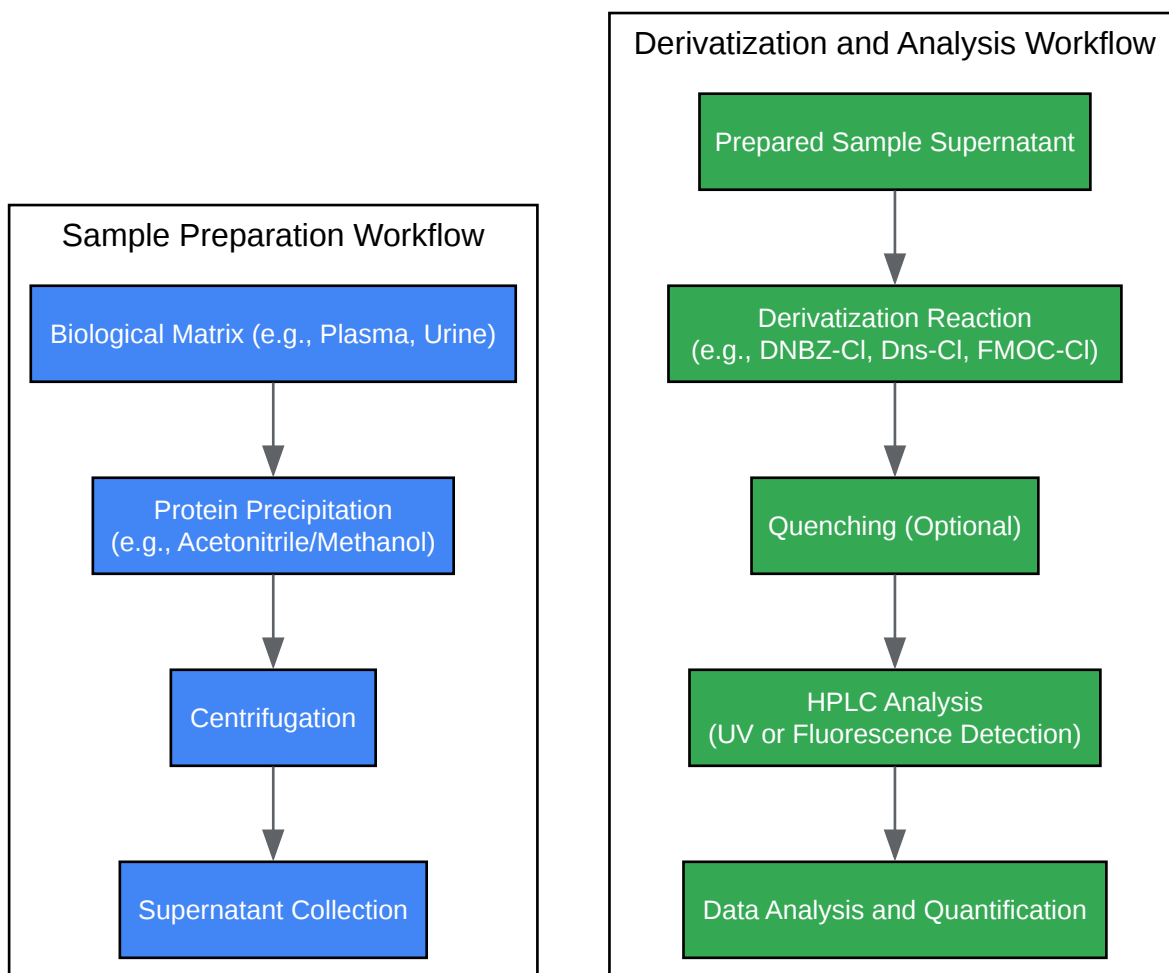 Sample Preparation Workflow
Biological Matrix (e.g., Plasma, Urine)
Protein Precipitation
(e.g., Acetonitrile/Methanol)
Centrifugation
Supernatant Collection
Derivatization and Analysis Workflow
Prepared Sample Supernatant
Derivatization Reaction
(e.g., DNBZ-Cl, Dns-Cl, FMOC-Cl)
Quenching (Optional)
HPLC Analysis
(UV or Fluorescence Detection)
Data Analysis and Quantification